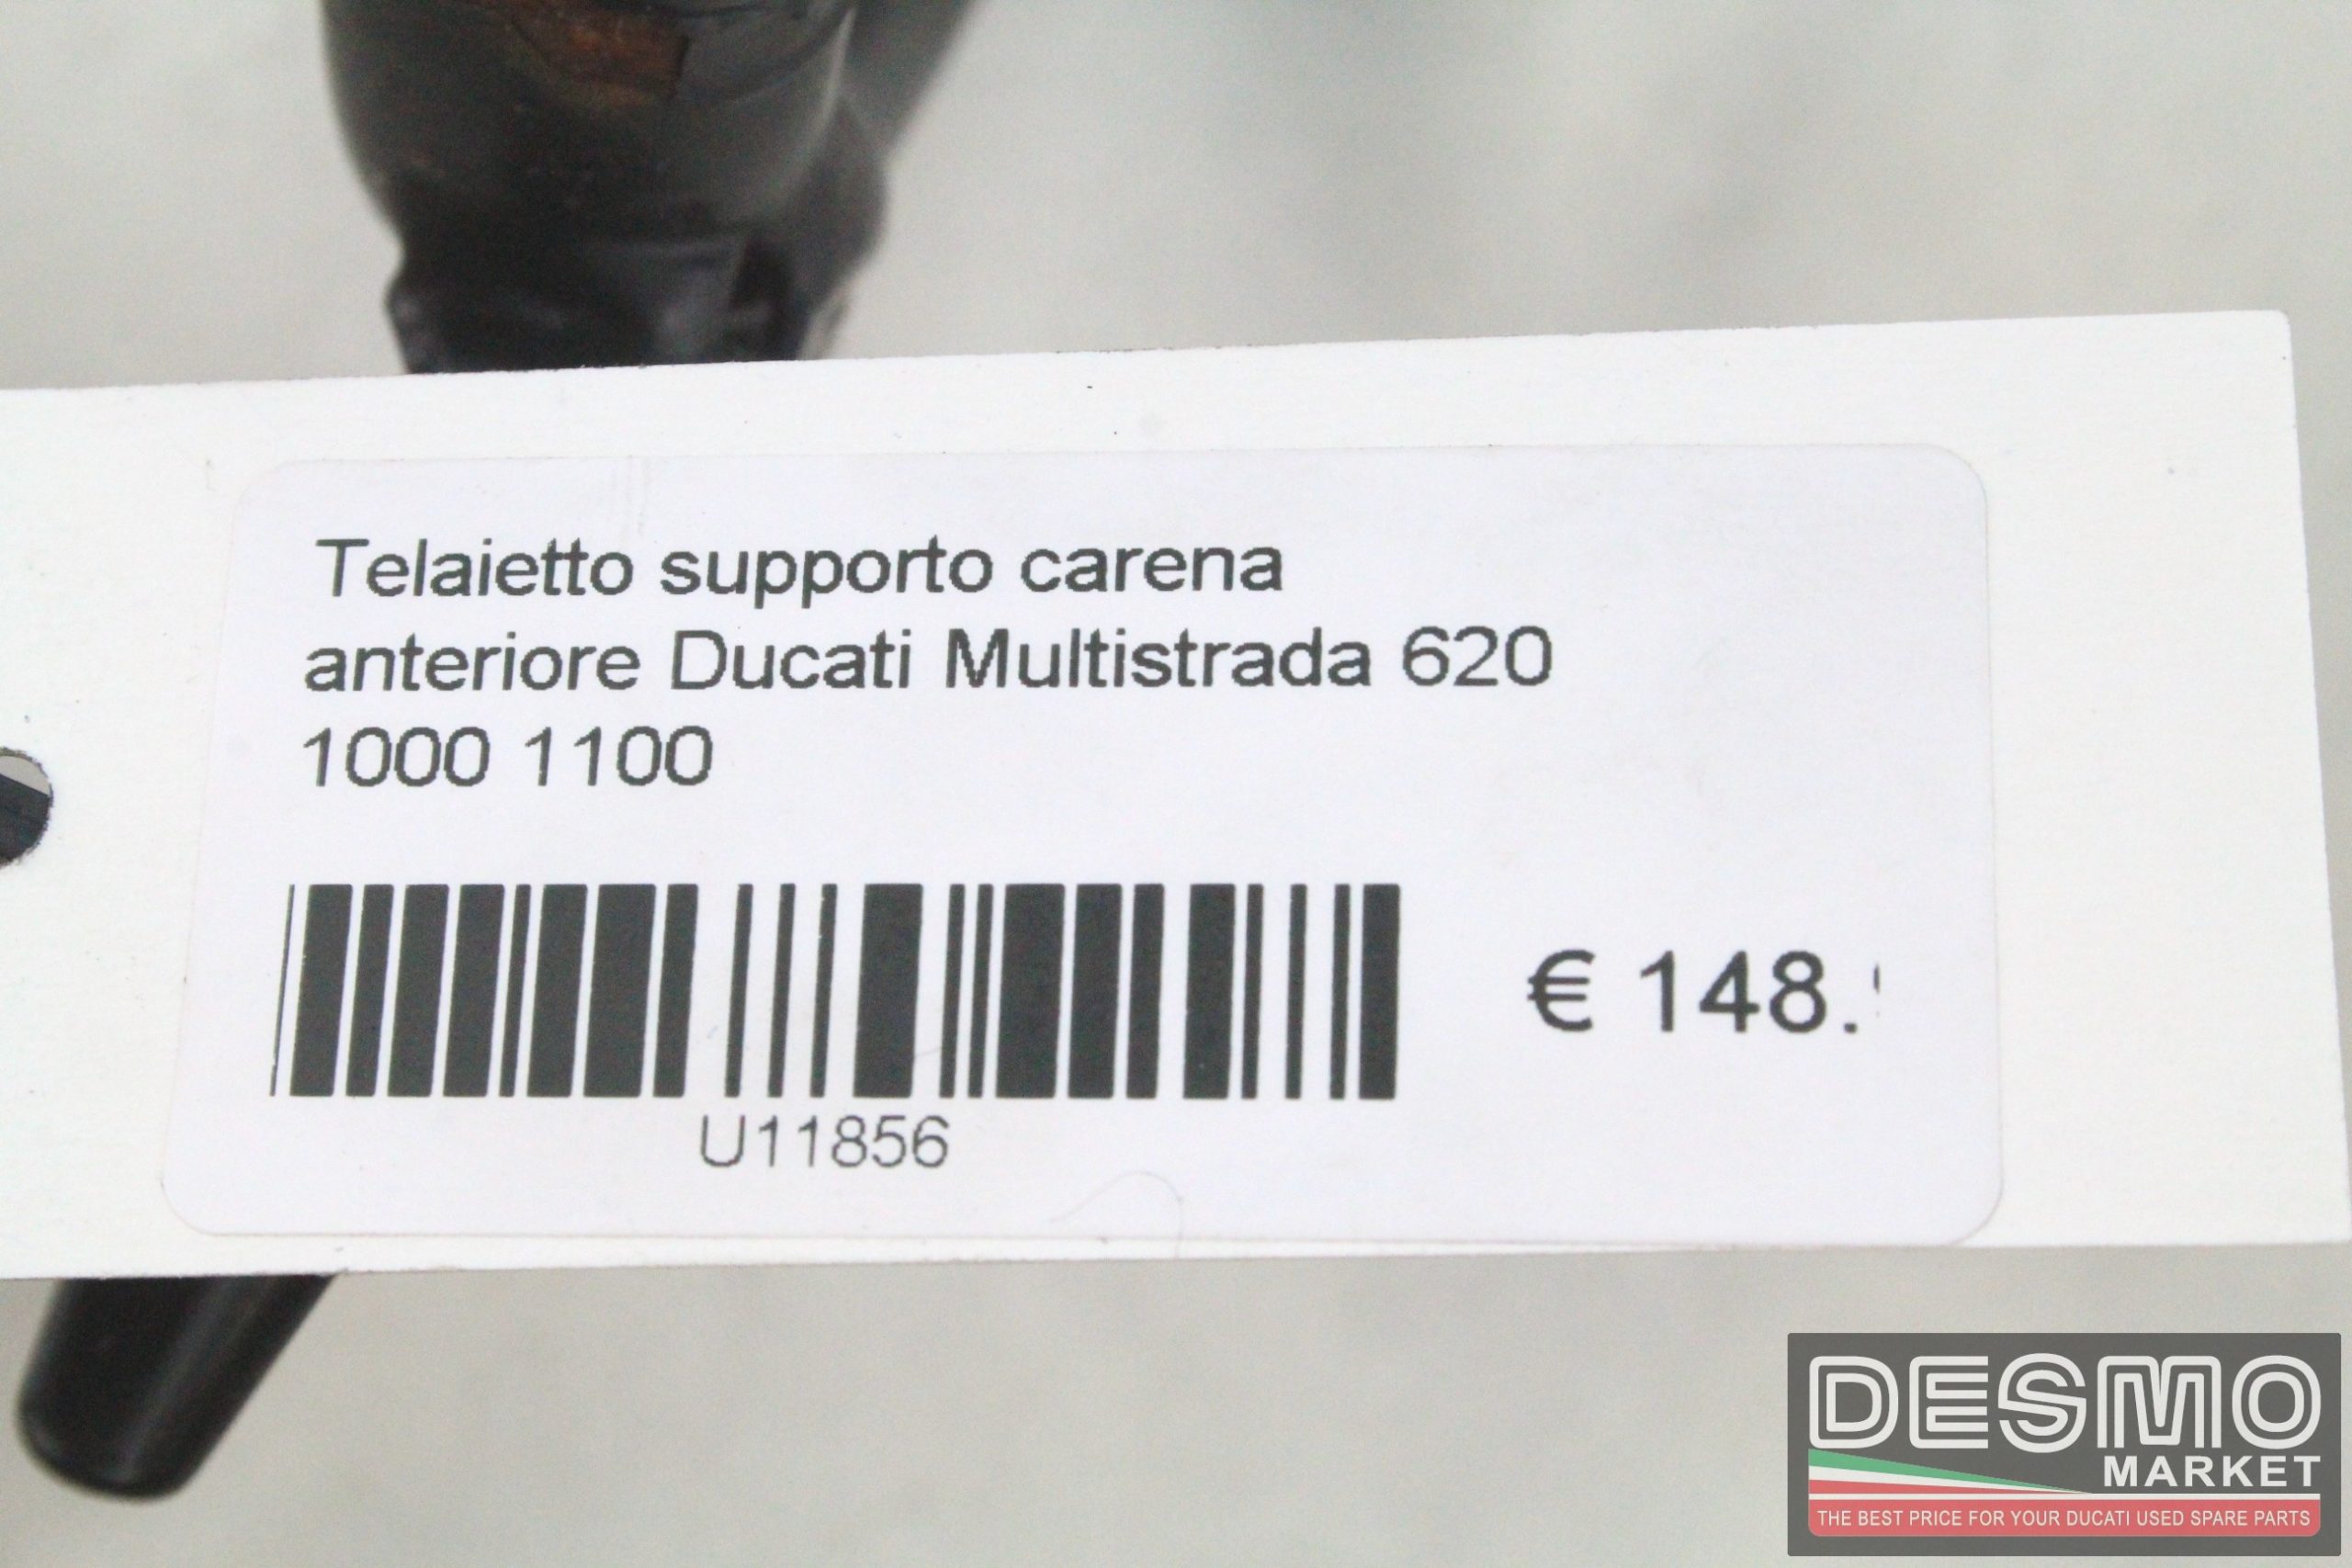 Telaietto supporto carena
anteriore Ducati Multistrada 620
1000 1100
€ 148.
U11856
DESMO
MARKET
THE BEST PRICE FOR YOUR DUCATI USED SPARE PARTS